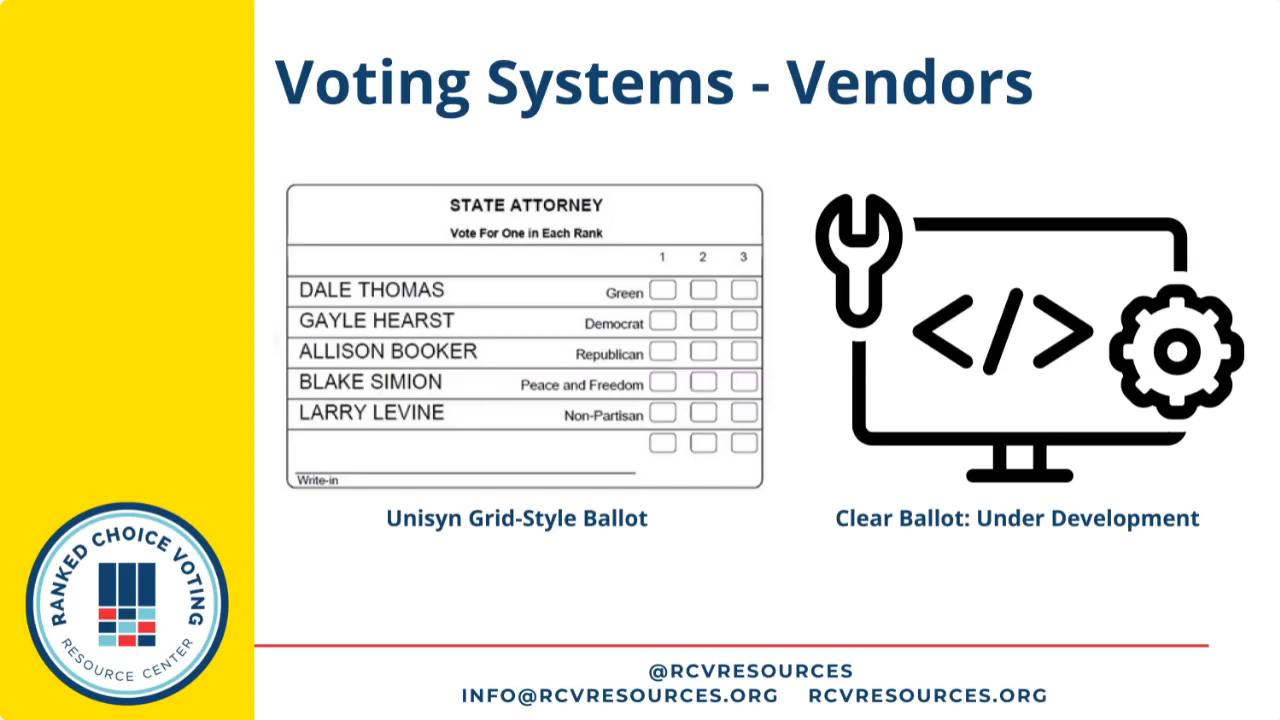 Voting Systems - Vendors
STATE ATTORNEY
Vote For One in Each Rank
1 2 3
DALE THOMAS Green
GAYLE HEARST Democrat
ALLISON BOOKER Republican
BLAKE SIMION Peace and Freedom
LARRY LEVINE Non-Partisan
Write-in
</>
Unisyn Grid-Style Ballot
Clear Ballot: Under Development
RANKED CHOICE VOTING
RESOURCE CENTER
@RCVRESOURCES
INFO@RCVRESOURCES.ORG RCVRESOURCES.ORG